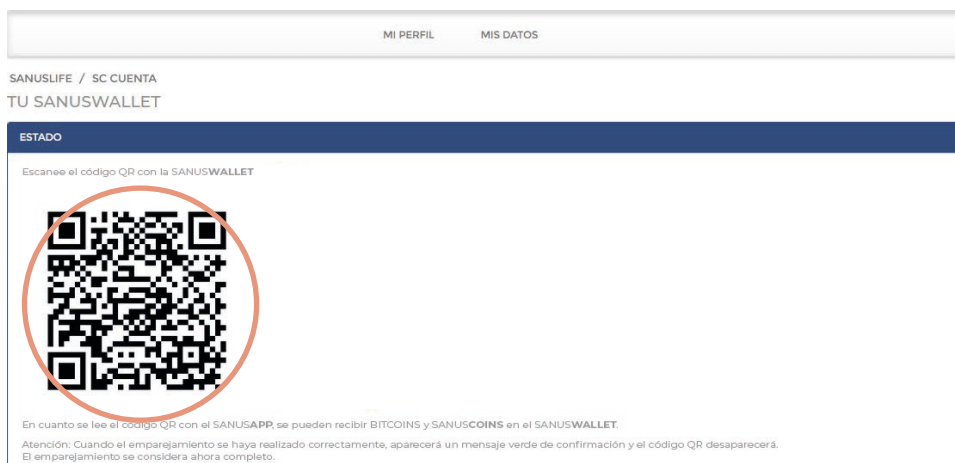 MI PERFIL MIS DATOS
SANUSLIFE / SC CUENTA
TU SANUSWALLET
ESTADO
Escanee el código QR con la SANUSWALLET
En cuanto se lee el código QR con el SANUSAPP, se pueden recibir BITCOINS y SANUSCOINS en el SANUSWALLET.
Atención: Cuando el emparejamiento se haya realizado correctamente, aparecerá un mensaje verde de confirmación y el código QR desaparecerá.
El emparejamiento se considera ahora completo.